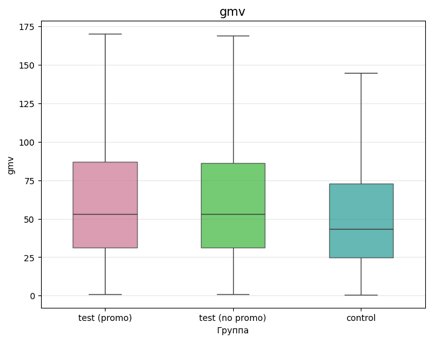 gmv
175
150
125
100
75
50
25
0
gmv
test (promo)
test (no promo)
control
Группа